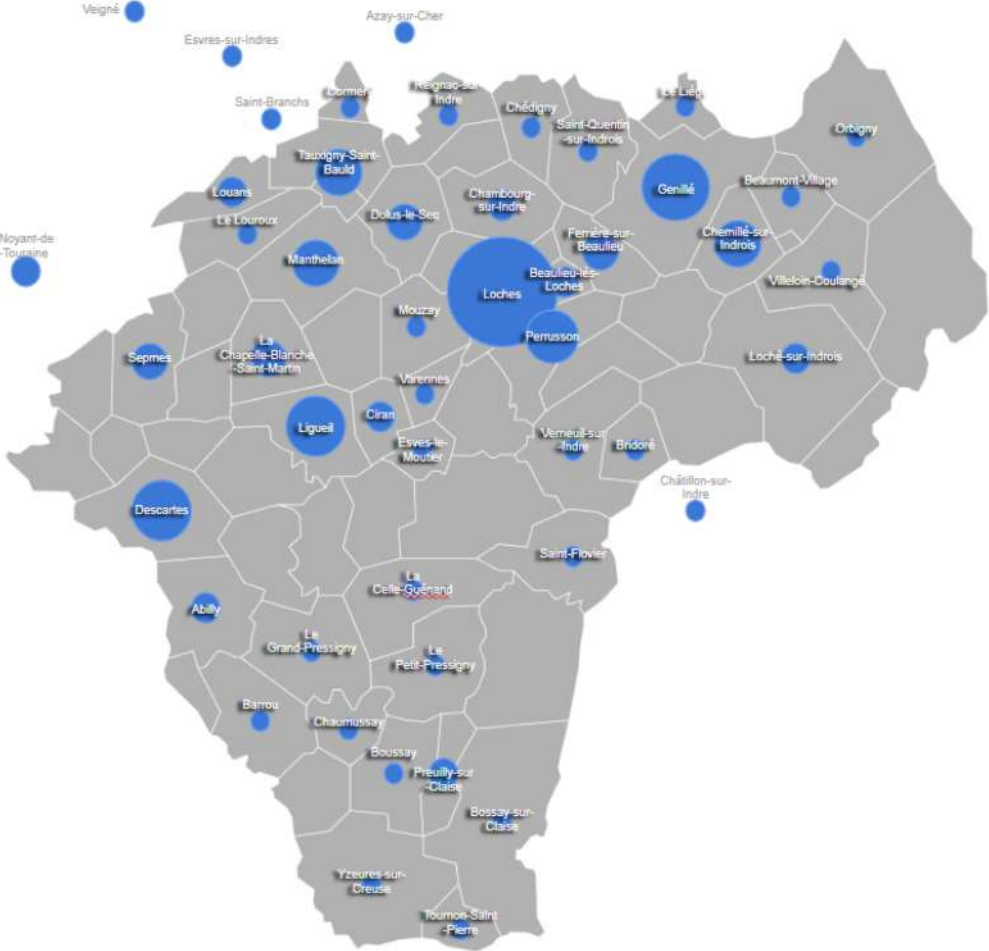 Veigné
Azay-sur-Cher
Esvres-sur-Indres
Saint-Branchs
Cormery
Reignac-sur
Indre
Chédigny
Saint-Quentin
-sur-Indrois
Le Liège
Orbigny
Tauxigny-Saint-
Bauld
Louans
Le Louroux
Dolus-le-Sec
Chambourg-
sur-Indre
Genillé
Beaumont-Village
Noyant-de
-Touraine
Manthelan
Ferrière-sur-
Beaulieu
Chemillé-sur-
Indrois
Beaulieu-lès-
Loches
Loches
Villeloin-Coulangé
Mouzay
Perrusson
Sepmes
La
Chapelle-Blanche
-Saint-Martin
Loché-sur-Indrois
Varennes
Ligueil
Ciran
Esves-le-
Moutier
Verneuil-sur
-Indre
Bridoré
Châtillon-sur-
Indre
Descartes
Saint-Flovier
La
Celle-Guénand
Abilly
Le
Grand-Pressigny
Le
Petit-Pressigny
Barrou
Chaumussay
Boussay
Preuilly-sur
-Claise
Bossay-sur-
Claise
Yzeures-sur-
Creuse
Tournon-Saint
-Pierre